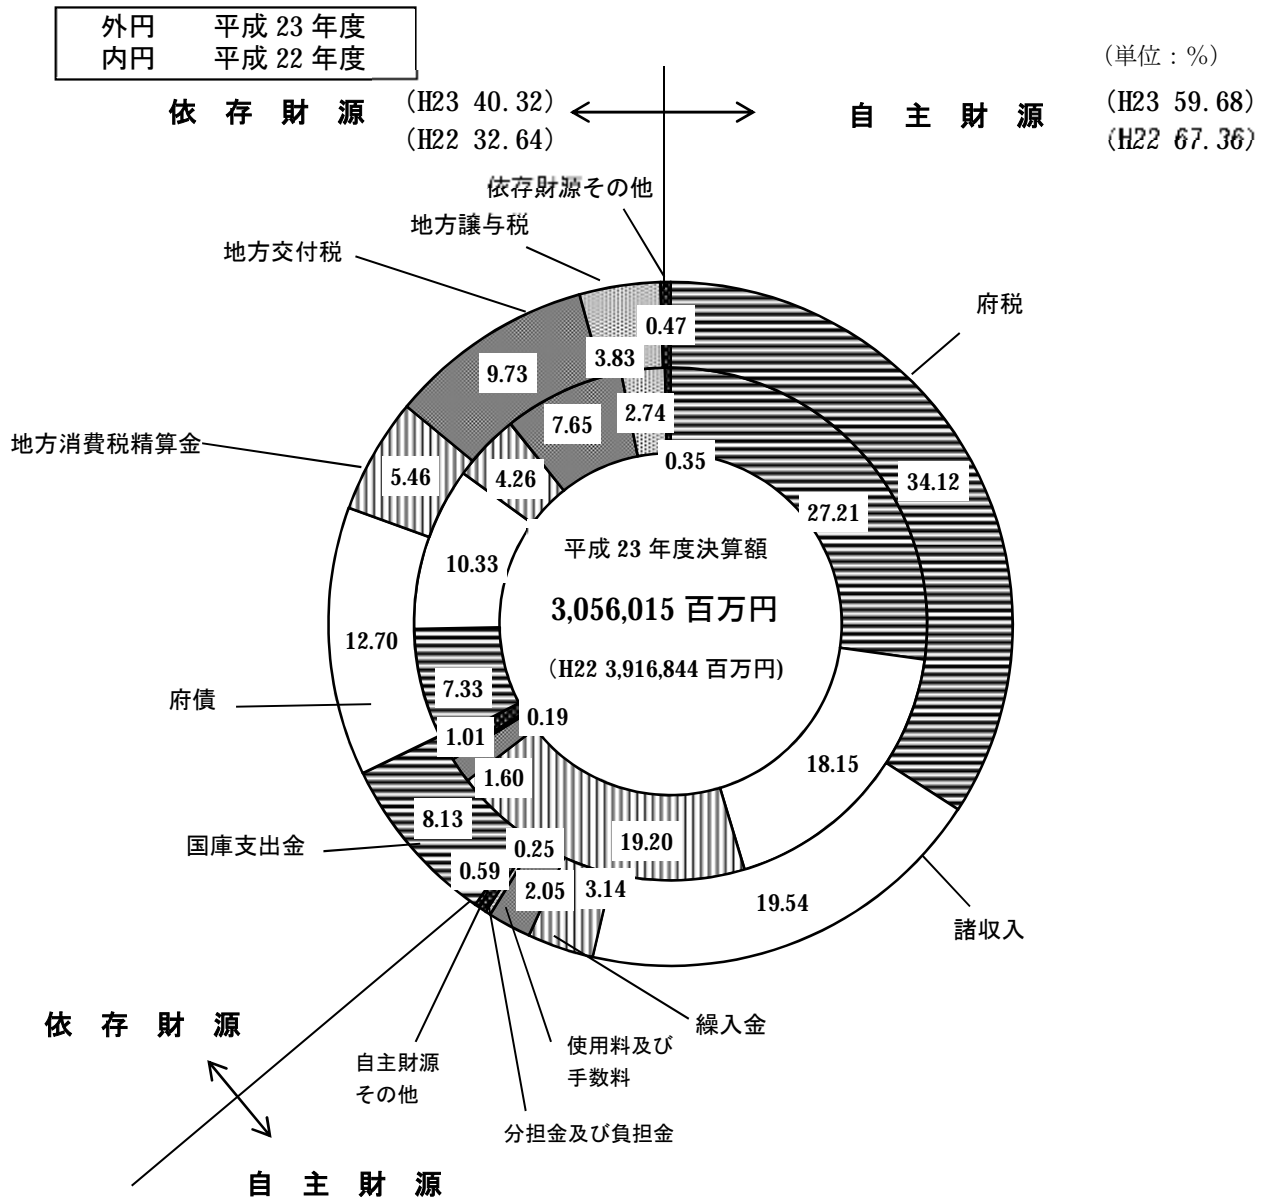 外円 平成 23 年度
内円 平成 22 年度
（単位：％）
依 存 財 源
（H23 40.32）
（H22 32.64）
自 主 財 源
（H23 59.68）
（H22 67.36）
依存財源その他
地方譲与税
地方交付税
府税
0.47
3.83
9.73
2.74
7.65
0.35
地方消費税精算金
5.46
4.26
34.12
27.21
10.33
平成 23 年度決算額
3,056,015 百万円
（H22 3,916,844 百万円)
12.70
府債
7.33
0.19
1.01
1.60
18.15
8.13
国庫支出金
0.25
19.20
0.59
2.05
3.14
19.54
諸収入
依 存 財 源
繰入金
使用料及び
手数料
自主財源
その他
分担金及び負担金
自 主 財 源